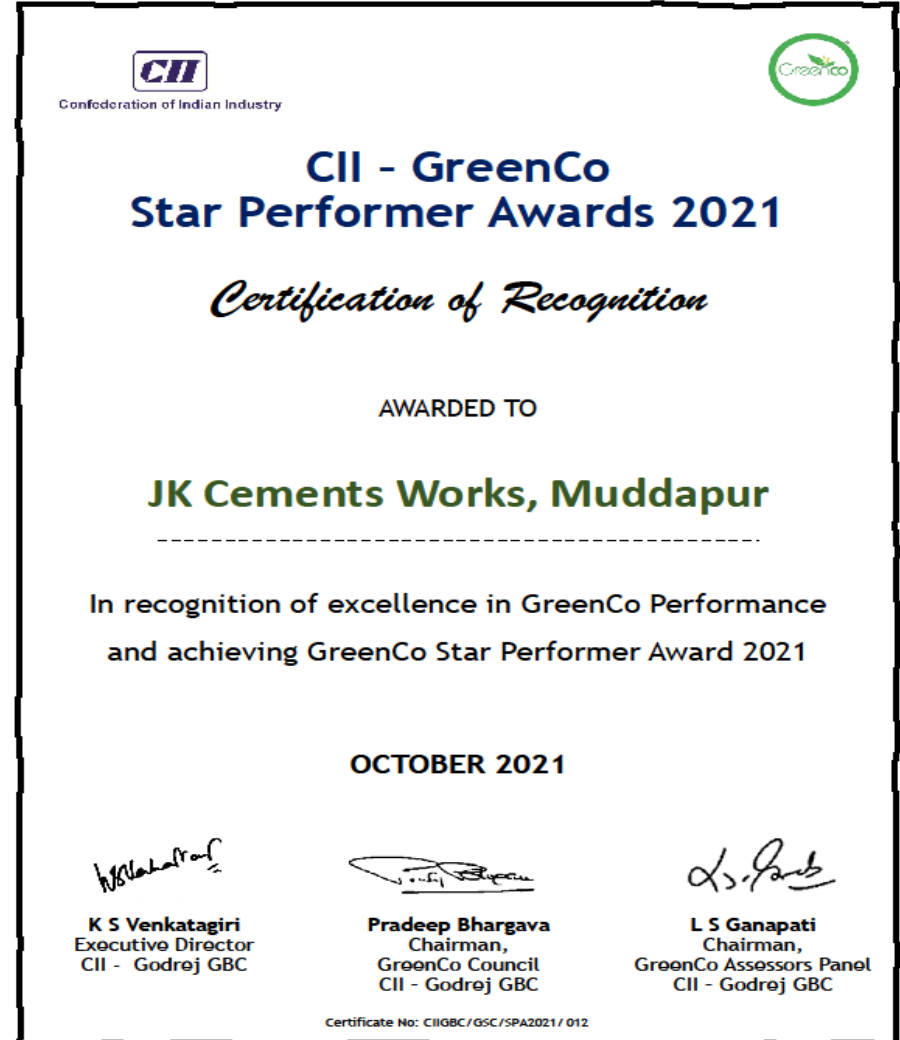 CII
Confederation of Indian Industry
GreenCo
CII - GreenCo
Star Performer Awards 2021
Certification of Recognition
AWARDED TO
JK Cements Works, Muddapur
In recognition of excellence in GreenCo Performance
and achieving GreenCo Star Performer Award 2021
OCTOBER 2021
K S Venkatagiri
Executive Director
CII - Godrej GBC
Pradeep Bhargava
Chairman,
GreenCo Council
CII - Godrej GBC
L S Ganapati
Chairman,
GreenCo Assessors Panel
CII - Godrej GBC
Certificate No: CIIGBC/GSC/SPA2021/ 012